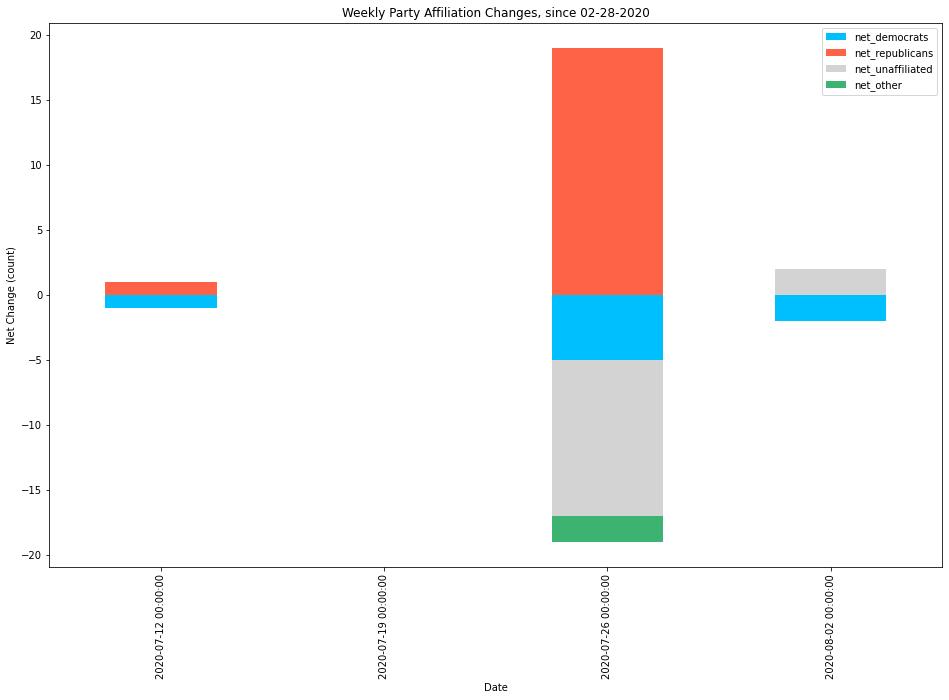 Weekly Party Affiliation Changes, since 02-28-2020
net_democrats
net_republicans
net_unaffiliated
net_other
Net Change (count)
20
15
10
5
0
−5
−10
−15
−20
2020-07-12 00:00:00
2020-07-19 00:00:00
2020-07-26 00:00:00
2020-08-02 00:00:00
Date